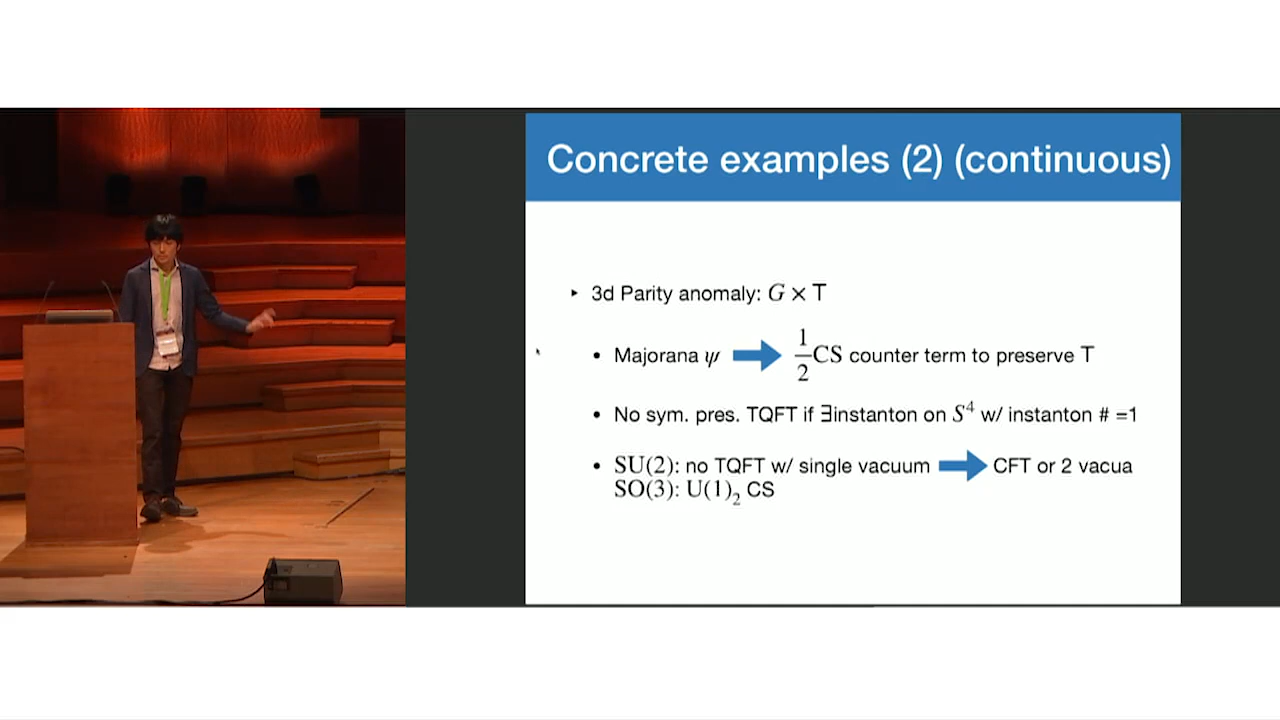 Concrete examples (2) (continuous)
‣ 3d Parity anomaly: G × T
• Majorana ψ ➡ 1/2 CS counter term to preserve T
• No sym. pres. TQFT if ∃instanton on S⁴ w/ instanton # =1
• SU(2): no TQFT w/ single vacuum ➡ CFT or 2 vacua
SO(3): U(1)₂ CS